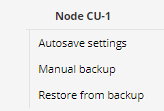 Node CU-1
Autosave settings
Manual backup
Restore from backup